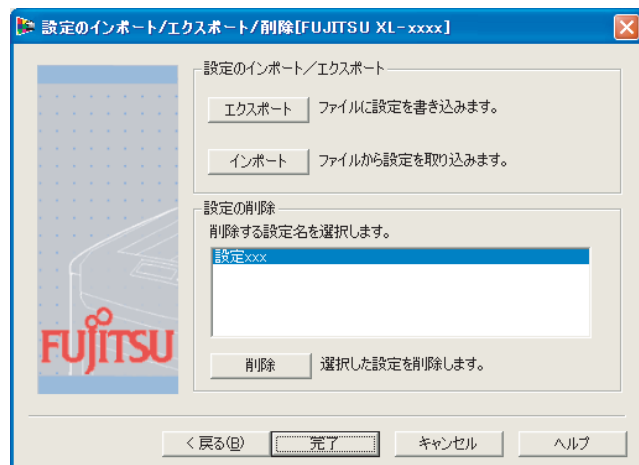 設定のインポート/エクスポート/削除[FUJITSU XL-xxxx]
設定のインポート/エクスポート
エクスポート ファイルに設定を書き込みます。
インポート ファイルから設定を取り込みます。
設定の削除
削除する設定名を選択します。
設定xxx
削除 選択した設定を削除します。
FUJITSU
< 戻る(B) 完了 キャンセル ヘルプ